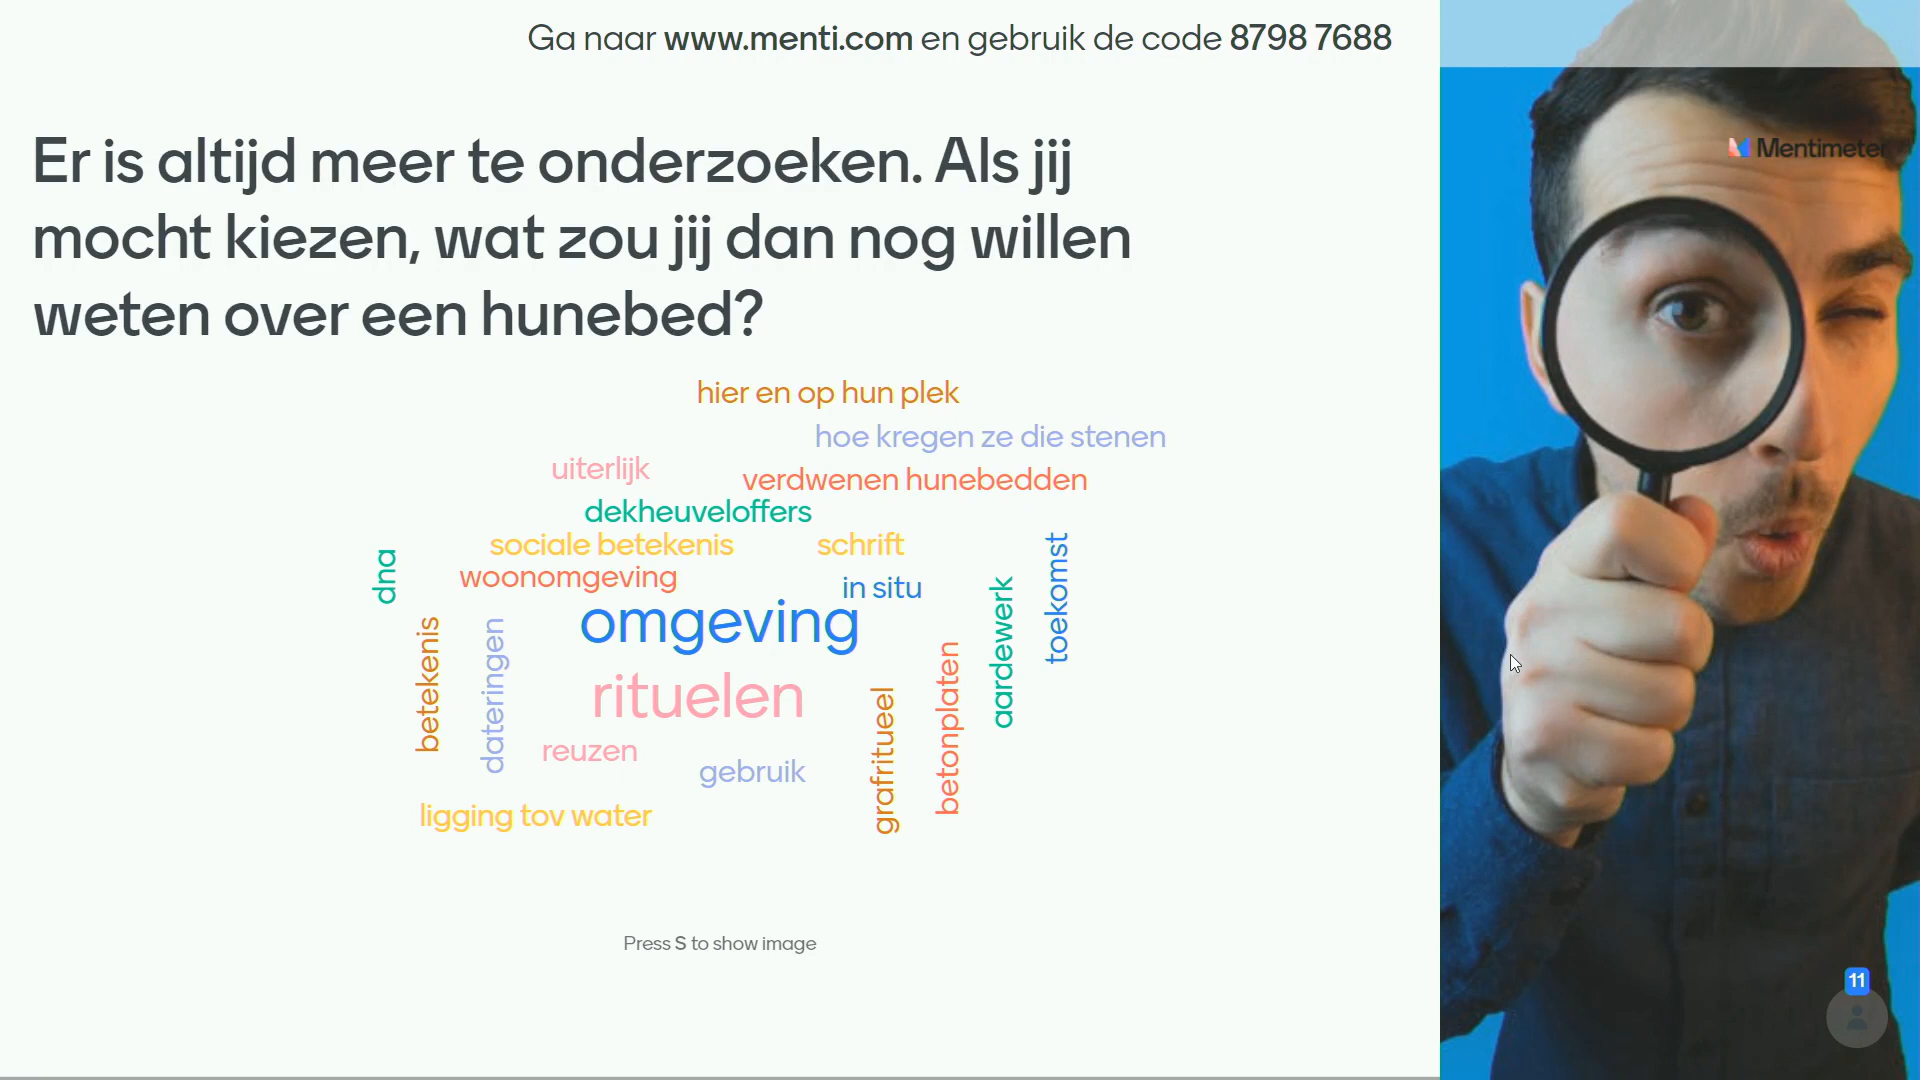 Ga naar www.menti.com en gebruik de code 8798 7688
Mentimeter
Er is altijd meer te onderzoeken. Als jij
mocht kiezen, wat zou jij dan nog willen
weten over een hunebed?
hier en op hun plek
hoe kregen ze die stenen
uiterlijk
verdwenen hunebedden
dekheuveloffers
sociale betekenis
schrift
toekomst
dna
woonomgeving
in situ
aardewerk
omgeving
betekenis
dateringen
betonplaten
rituelen
grafritueel
reuzen
gebruik
ligging tov water
Press S to show image
11